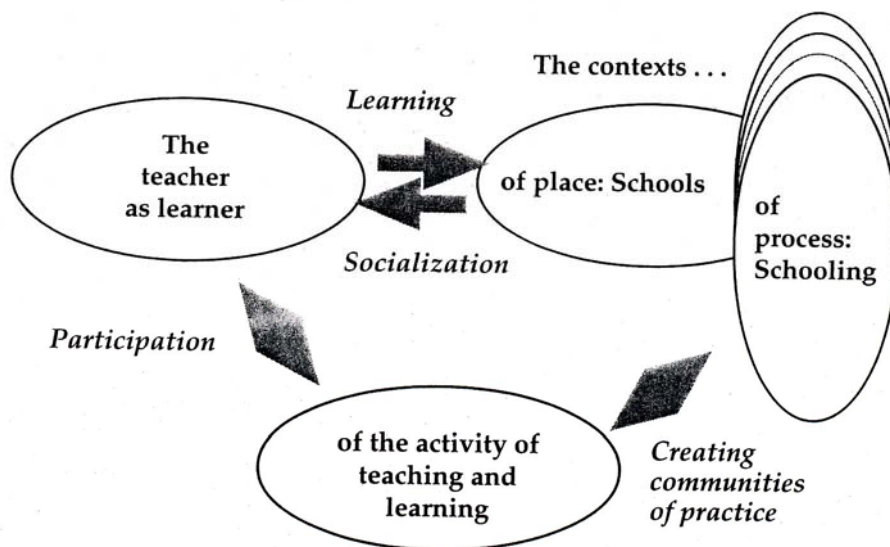 The contexts . . .
Learning
The
teacher
as learner
of place: Schools
of
process:
Schooling
Socialization
Participation
of the activity of
teaching and
learning
Creating
communities
of practice